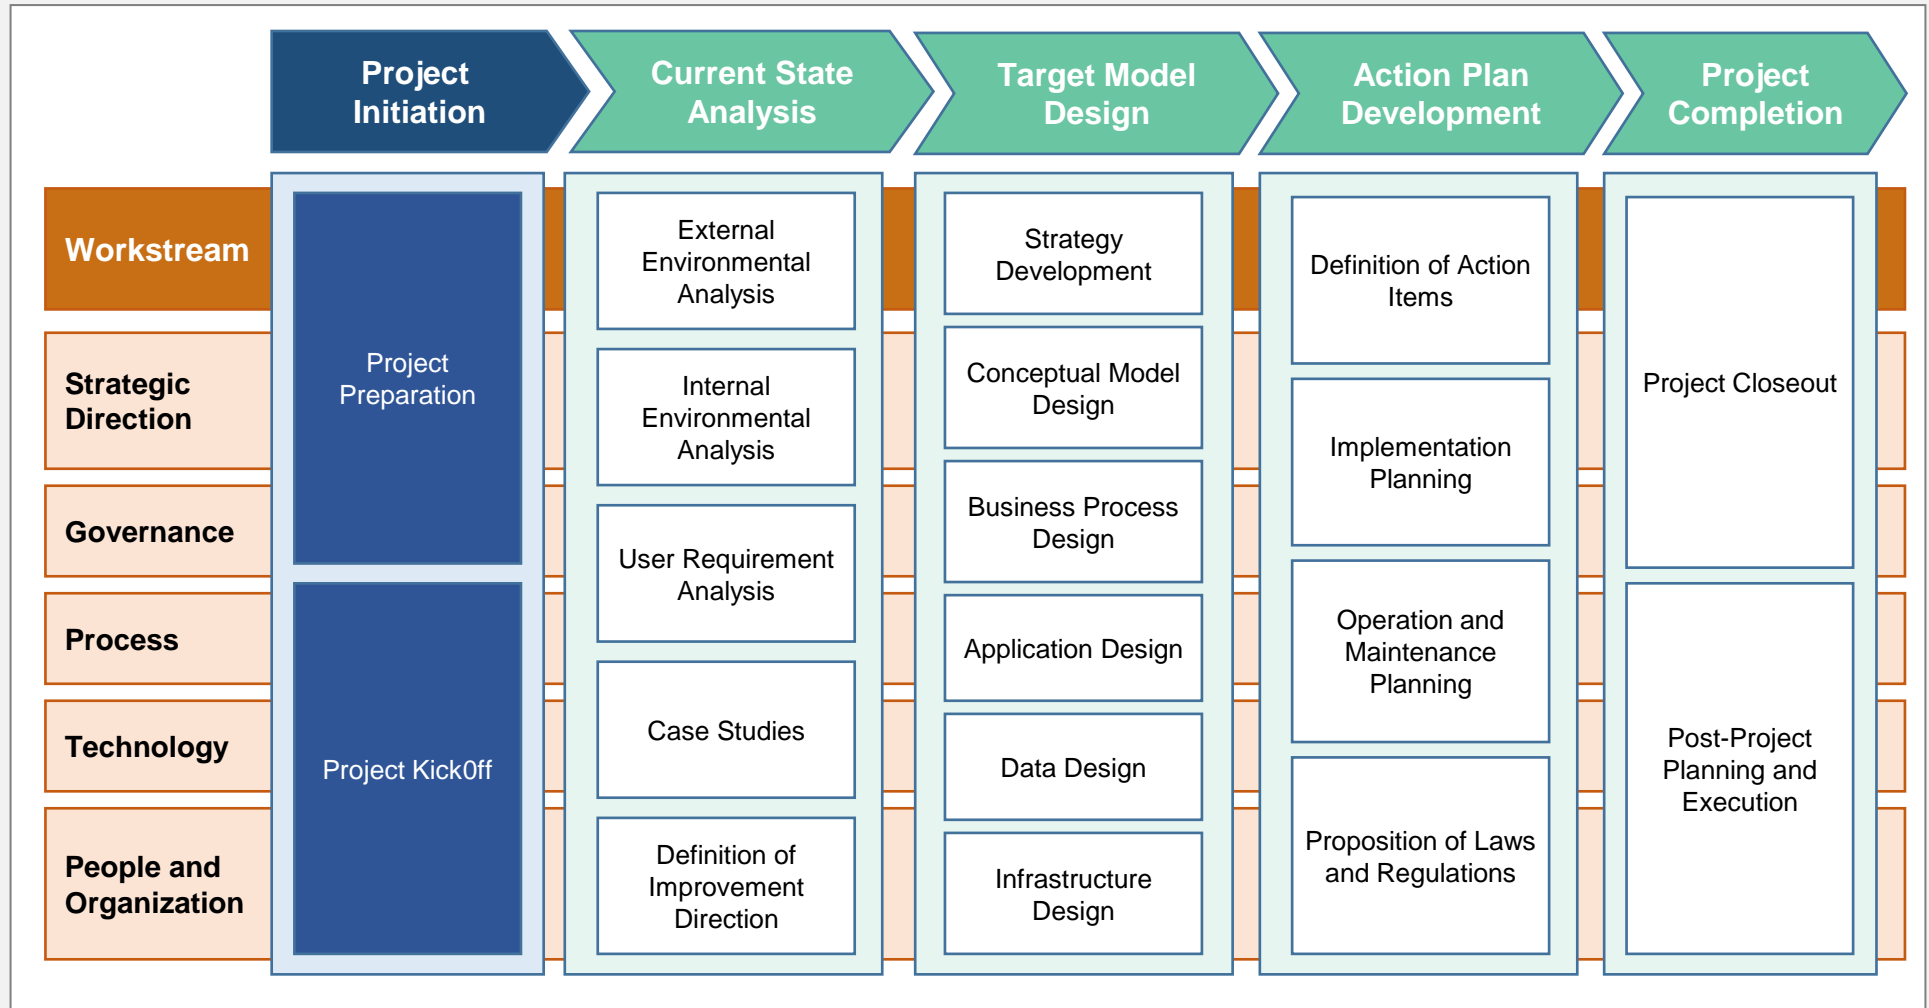 Project
Initiation
Current State
Analysis
Target Model
Design
Action Plan
Development
Project
Completion
Workstream
Strategic
Direction
Governance
Process
Technology
People and
Organization
Project
Preparation
Project Kick0ff
External
Environmental
Analysis
Internal
Environmental
Analysis
User Requirement
Analysis
Case Studies
Definition of
Improvement
Direction
Strategy
Development
Conceptual Model
Design
Business Process
Design
Application Design
Data Design
Infrastructure
Design
Definition of Action
Items
Implementation
Planning
Operation and
Maintenance
Planning
Proposition of Laws
and Regulations
Project Closeout
Post-Project
Planning and
Execution